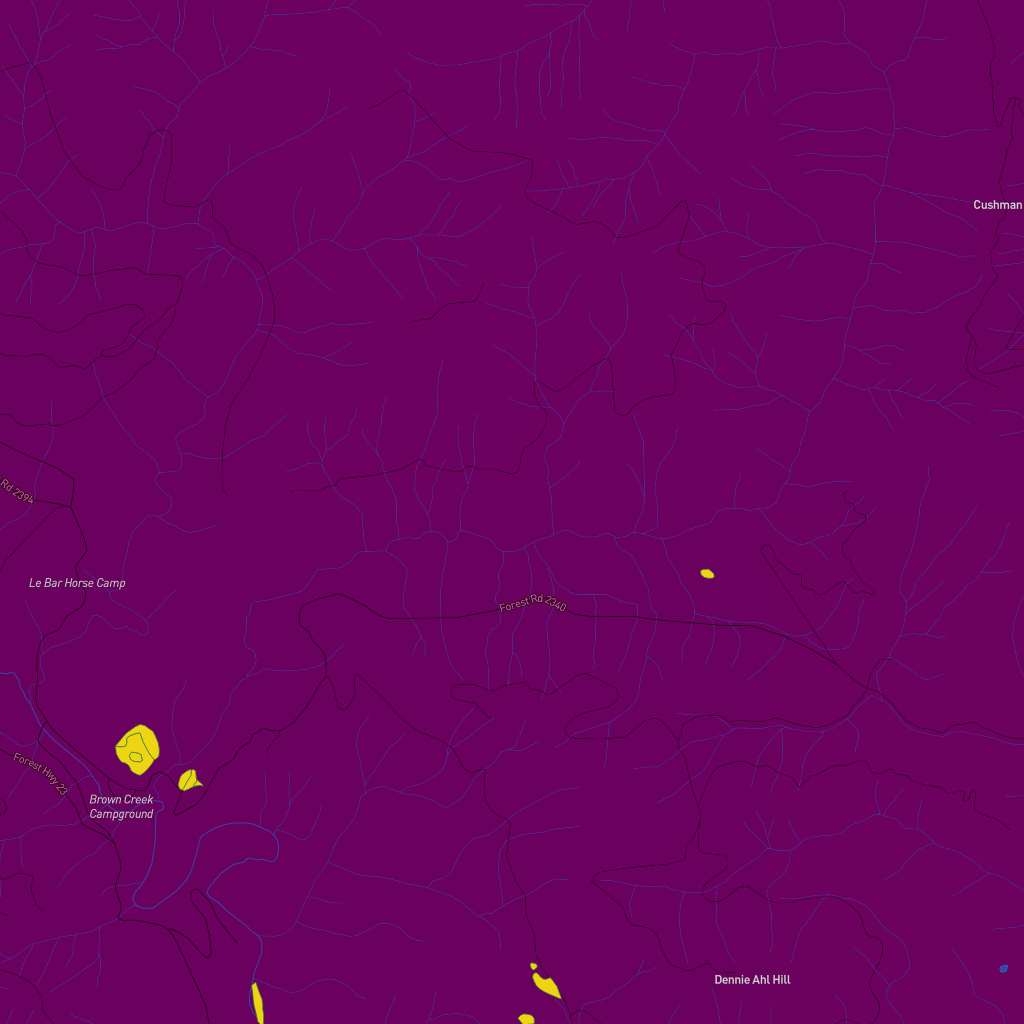 Cushman
Rd 2394
Le Bar Horse Camp
Forest Rd 2340
Forest Hwy 23
Brown Creek
Campground
Dennie Ahl Hill